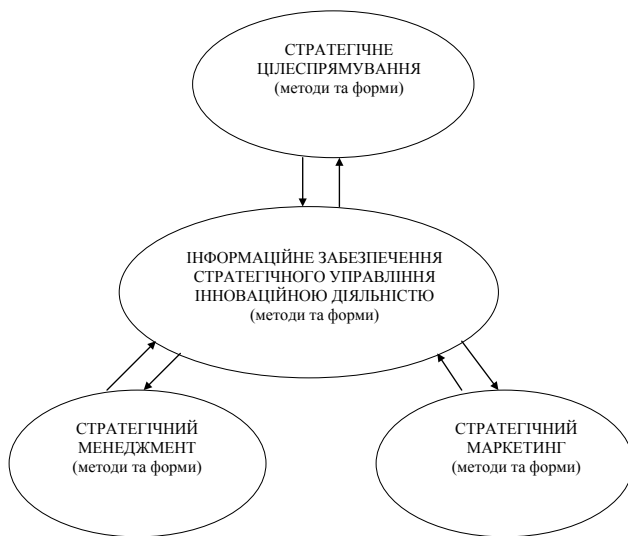 СТРАТЕГІЧНЕ
ЦІЛЕСПРЯМУВАННЯ
(методи та форми)
ІНФОРМАЦІЙНЕ ЗАБЕЗПЕЧЕННЯ
СТРАТЕГІЧНОГО УПРАВЛІННЯ
ІННОВАЦІЙНОЮ ДІЯЛЬНІСТЮ
(методи та форми)
СТРАТЕГІЧНИЙ
МЕНЕДЖМЕНТ
(методи та форми)
СТРАТЕГІЧНИЙ
МАРКЕТИНГ
(методи та форми)